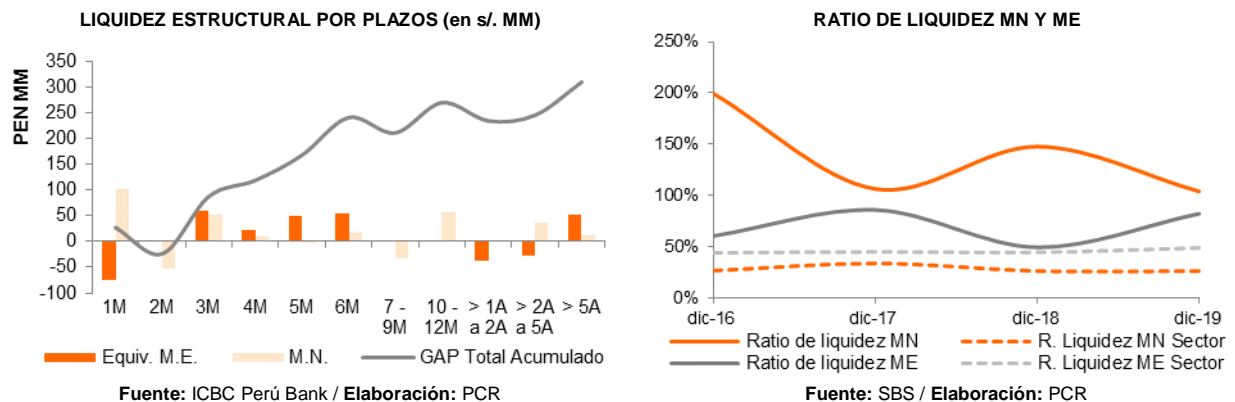 LIQUIDEZ ESTRUCTURAL POR PLAZOS (en s/. MM)
PEN MM
350
300
250
200
150
100
50
0
-50
-100
1M 2M 3M 4M 5M 6M 7 - 9M 10 - 12M > 1A a 2A > 2A a 5A > 5A
Equiv. M.E. M.N. GAP Total Acumulado
Fuente: ICBC Perú Bank / Elaboración: PCR
RATIO DE LIQUIDEZ MN Y ME
250%
200%
150%
100%
50%
0%
dic-16 dic-17 dic-18 dic-19
Ratio de liquidez MN R. Liquidez MN Sector
Ratio de liquidez ME R. Liquidez ME Sector
Fuente: SBS / Elaboración: PCR